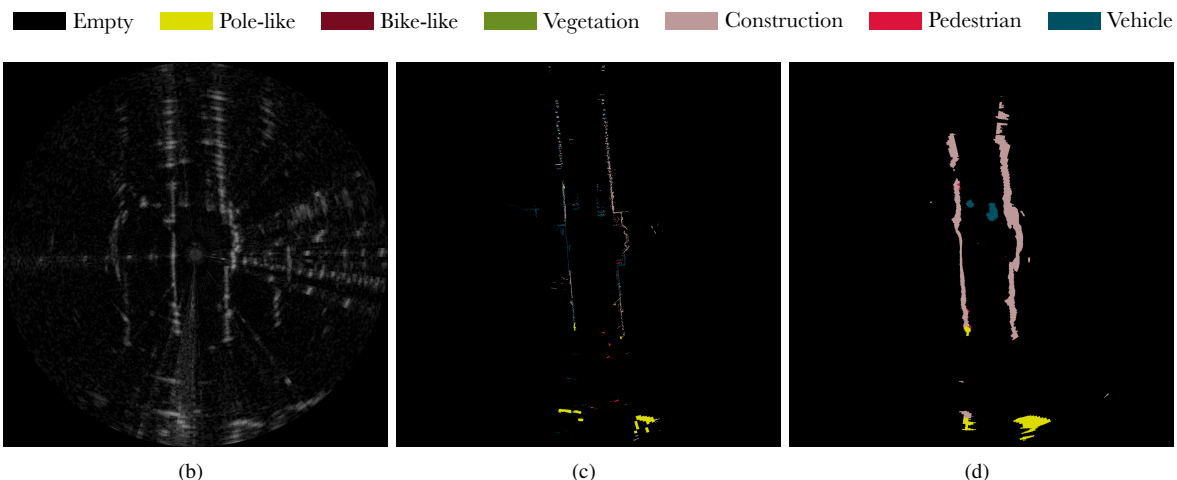 Empty Pole-like Bike-like Vegetation Construction Pedestrian Vehicle
(b) (c) (d)